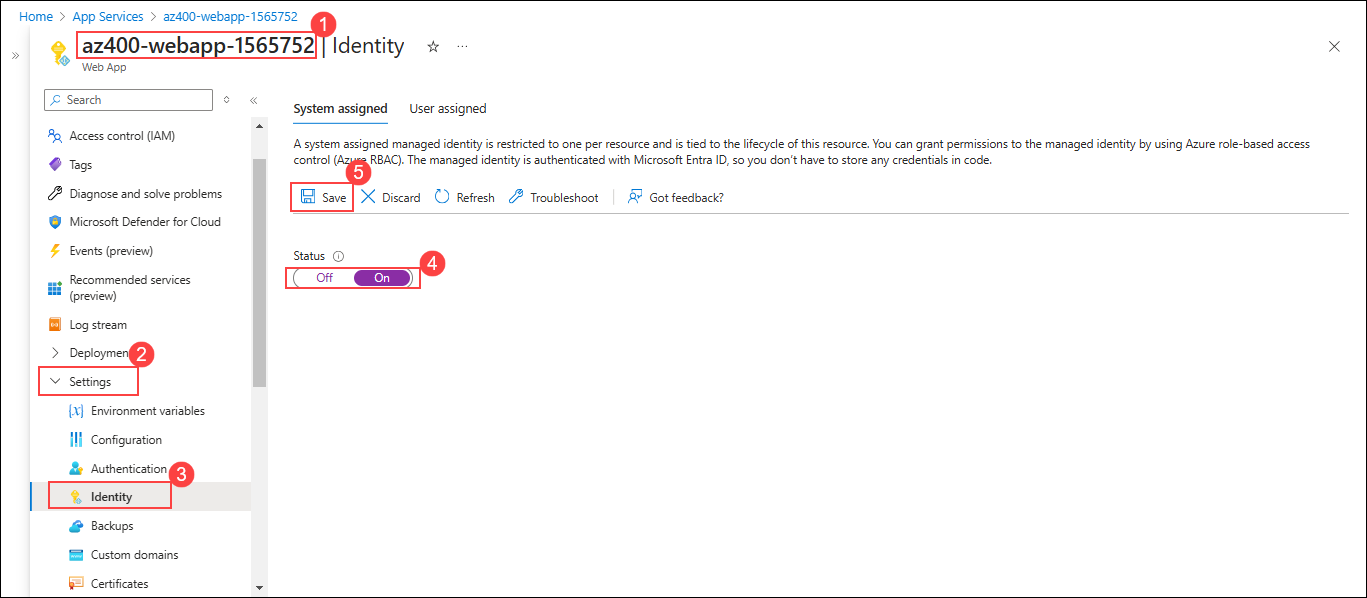 Home > App Services > az400-webapp-1565752
1
az400-webapp-1565752 | Identity
Web App
Search
Access control (IAM)
Tags
Diagnose and solve problems
Microsoft Defender for Cloud
Events (preview)
Recommended services
(preview)
Log stream
Deploymen
2
Settings
Environment variables
Configuration
Authentication
3
Identity
Backups
Custom domains
Certificates
System assigned User assigned
A system assigned managed identity is restricted to one per resource and is tied to the lifecycle of this resource. You can grant permissions to the managed identity by using Azure role-based access
control (Azure RBAC). The managed identity is authenticated with Microsoft Entra ID, so you don't have to store any credentials in code.
5
Save Discard Refresh Troubleshoot Got feedback?
Status
4
Off On